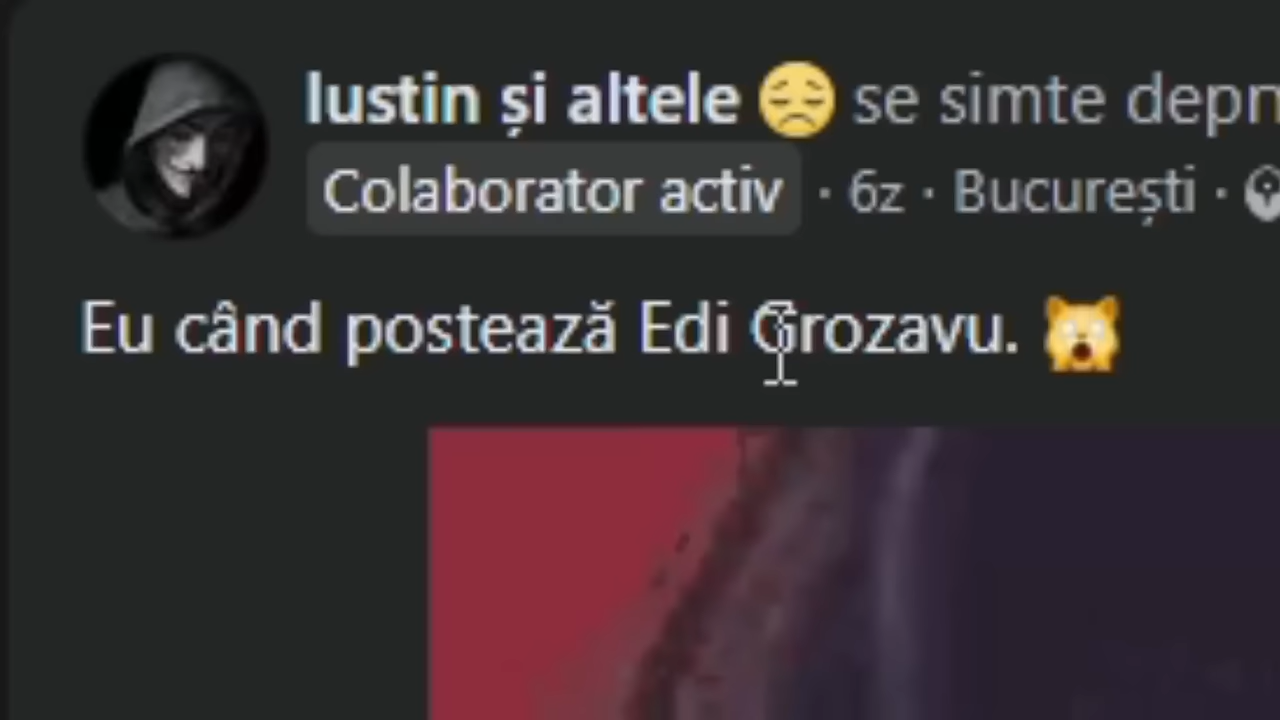 Iustin și altele 😞 se simte depr
Colaborator activ · 6z · București ·
Eu când postează Edi Grozavu. 🙀